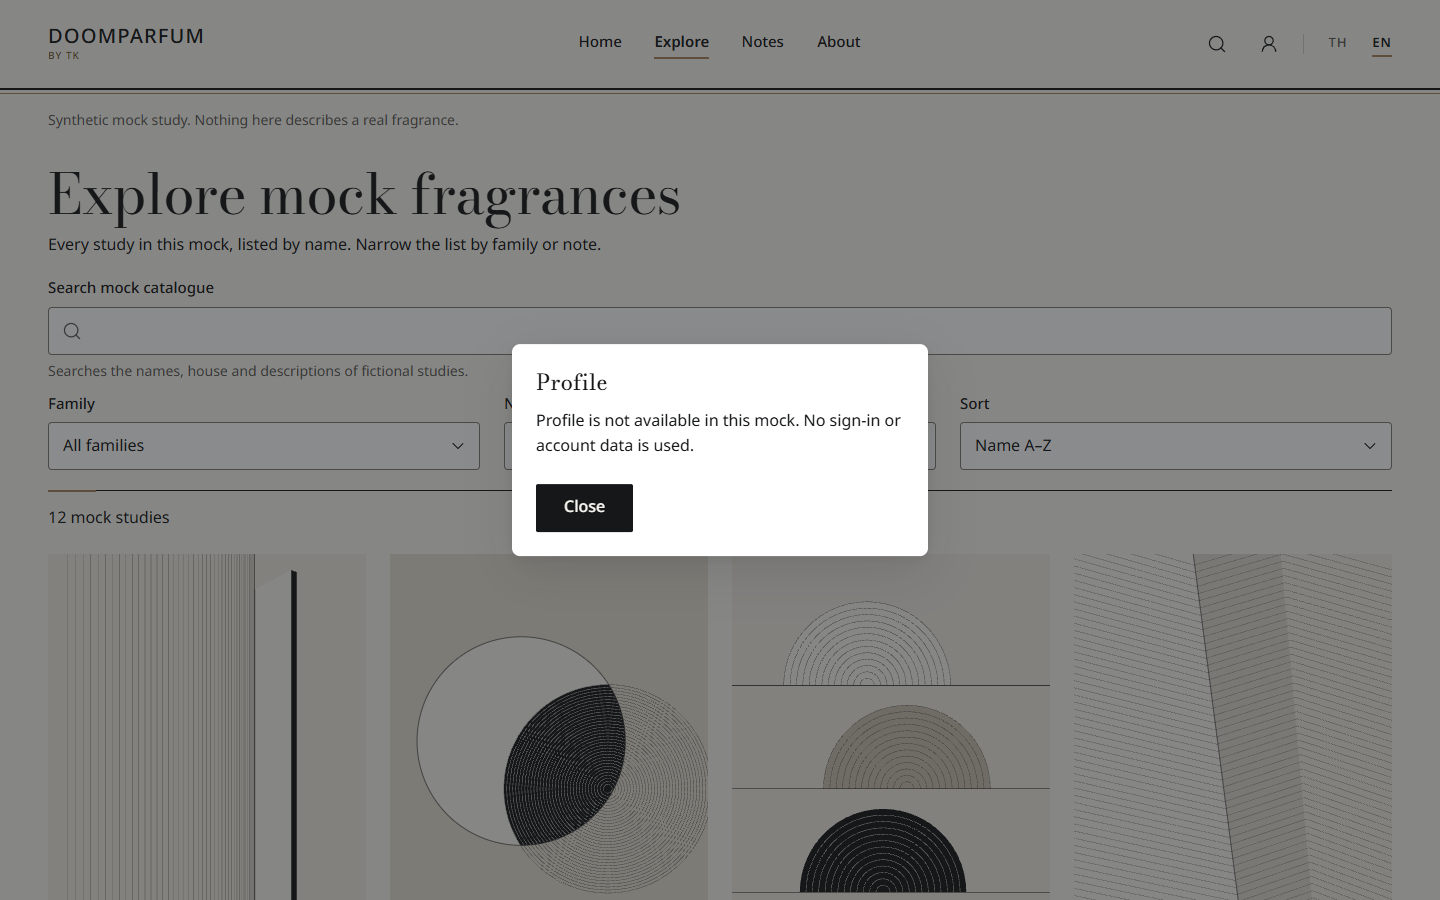 DOOMPARFUM
BY TK
Home
Explore
Notes
About
TH
EN
Synthetic mock study. Nothing here describes a real fragrance.
Explore mock fragrances
Every study in this mock, listed by name. Narrow the list by family or note.
Search mock catalogue
Searches the names, house and descriptions of fictional studies.
Family
Sort
All families
Name A–Z
Profile
Profile is not available in this mock. No sign-in or
account data is used.
Close
12 mock studies